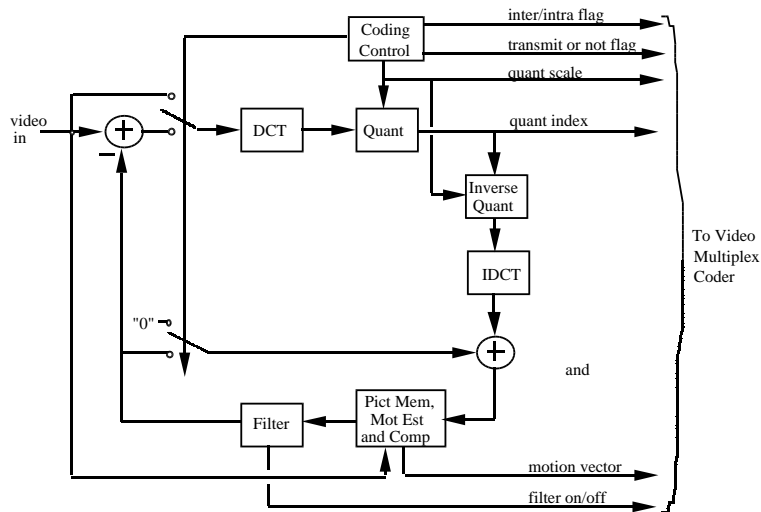 inter/intra flag
Coding
Control
transmit or not flag
quant scale
video
in
+
−
DCT
Quant
quant index
Inverse
Quant
To Video
Multiplex
Coder
IDCT
"0"
+
and
Pict Mem,
Mot Est
and Comp
Filter
motion vector
filter on/off